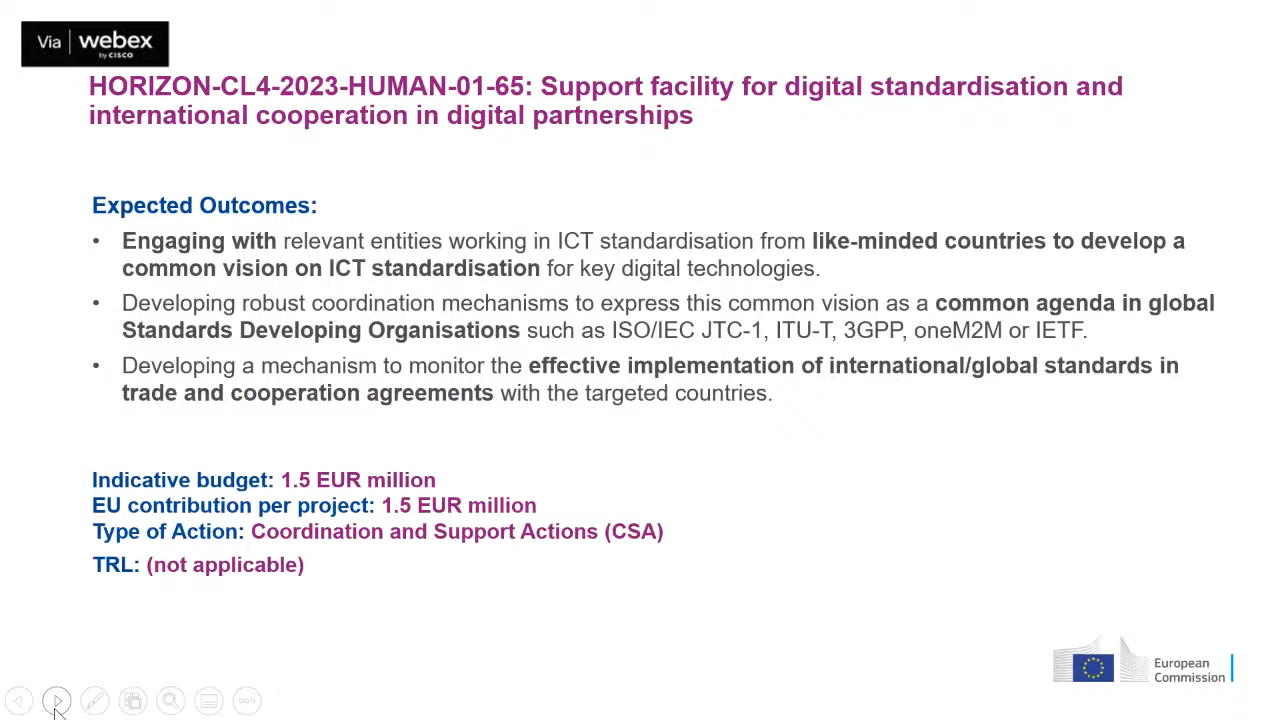 Via | webex
by CISCO
HORIZON-CL4-2023-HUMAN-01-65: Support facility for digital standardisation and
international cooperation in digital partnerships
Expected Outcomes:
• Engaging with relevant entities working in ICT standardisation from like-minded countries to develop a
common vision on ICT standardisation for key digital technologies.
• Developing robust coordination mechanisms to express this common vision as a common agenda in global
Standards Developing Organisations such as ISO/IEC JTC-1, ITU-T, 3GPP, oneM2M or IETF.
• Developing a mechanism to monitor the effective implementation of international/global standards in
trade and cooperation agreements with the targeted countries.
Indicative budget: 1.5 EUR million
EU contribution per project: 1.5 EUR million
Type of Action: Coordination and Support Actions (CSA)
TRL: (not applicable)
European
Commission